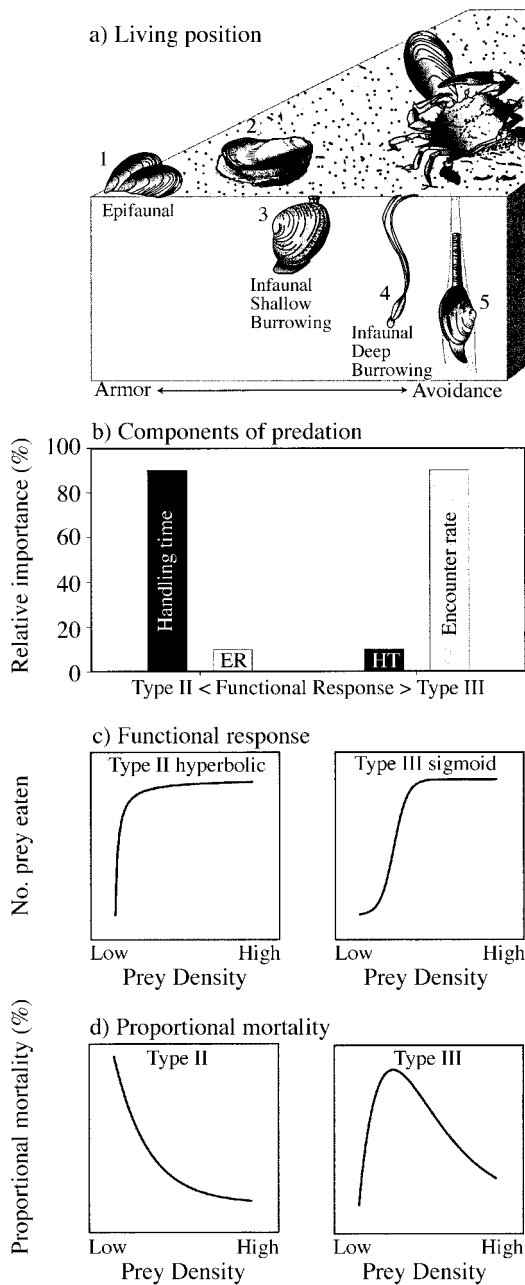 a) Living position
1
2
Epifaunal
3
Infaunal
Shallow
Burrowing
4
Infaunal
Deep
Burrowing
5
Armor
Avoidance
b) Components of predation
Relative importance (%)
100
80
60
40
20
0
Handling time
ER
HT
Encounter rate
Type II < Functional Response > Type III
c) Functional response
No. prey eaten
Type II hyperbolic
Type III sigmoid
Low High
Prey Density
Low High
Prey Density
d) Proportional mortality
Proportional mortality (%)
Type II
Type III
Low High
Prey Density
Low High
Prey Density